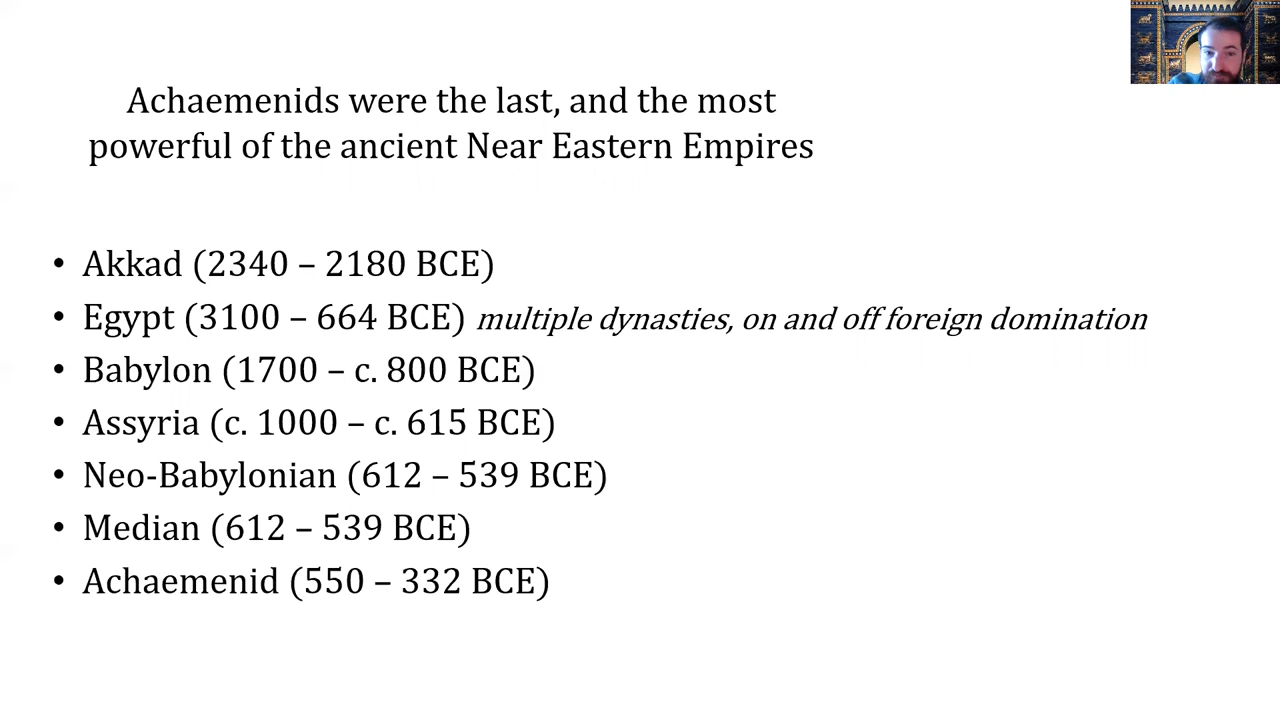 Achaemenids were the last, and the most
powerful of the ancient Near Eastern Empires
• Akkad (2340 – 2180 BCE)
• Egypt (3100 – 664 BCE) multiple dynasties, on and off foreign domination
• Babylon (1700 – c. 800 BCE)
• Assyria (c. 1000 – c. 615 BCE)
• Neo-Babylonian (612 – 539 BCE)
• Median (612 – 539 BCE)
• Achaemenid (550 – 332 BCE)